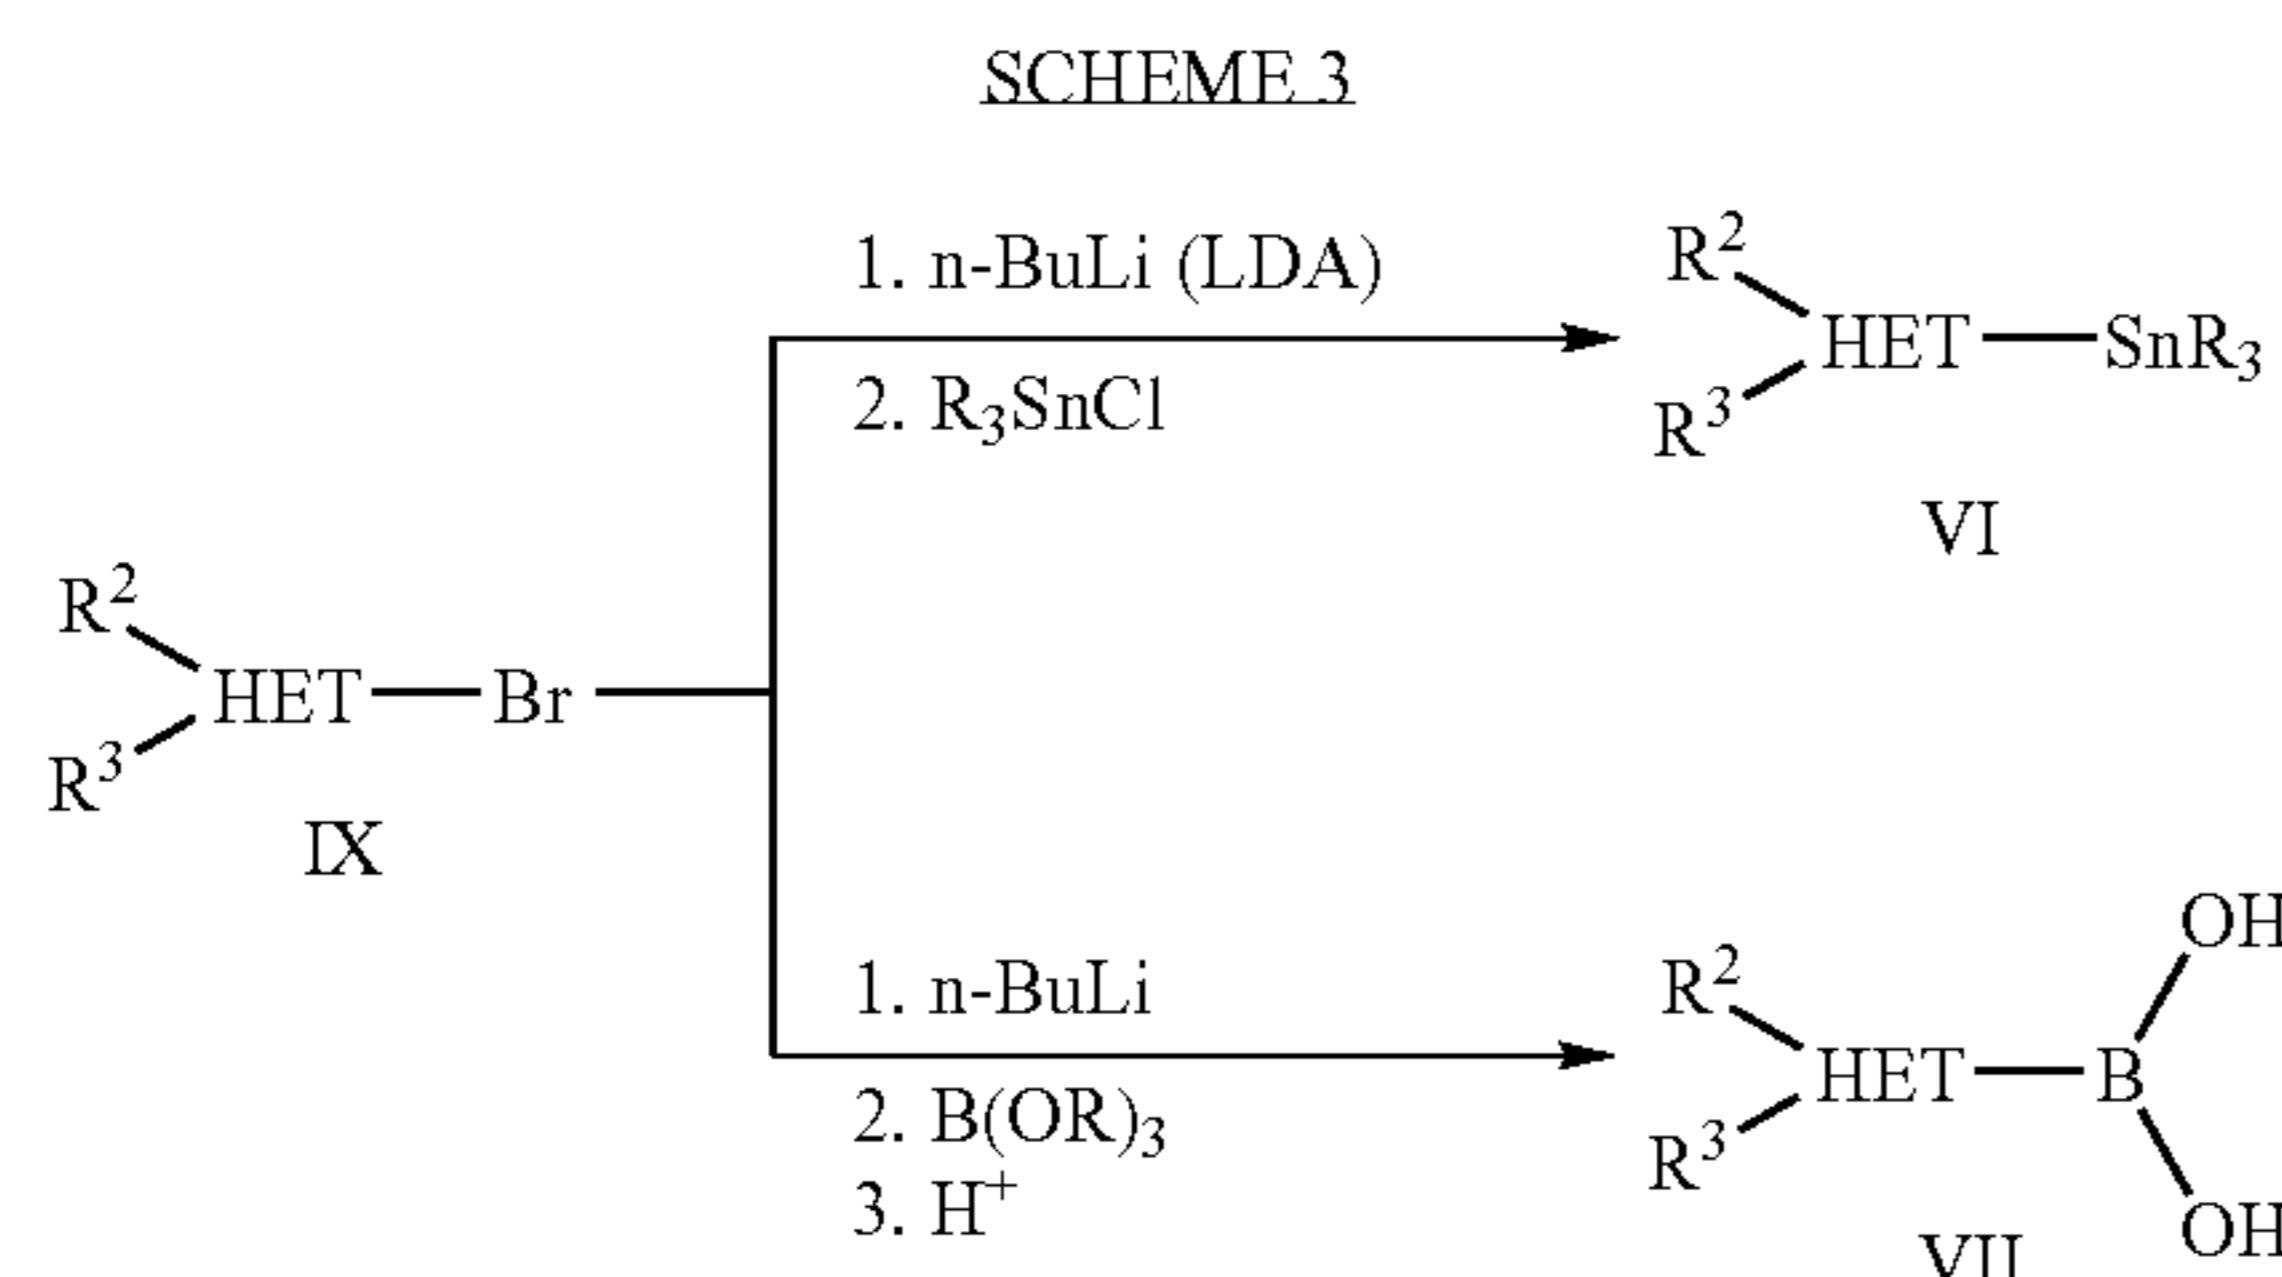 SCHEME 3
1. n-BuLi (LDA)
2. R₃SnCl
R²
HET—SnR₃
R³
VI
R²
HET—Br
R³
IX
1. n-BuLi
2. B(OR)₃
3. H⁺
R²
OH
HET—B
R³
OH
VII